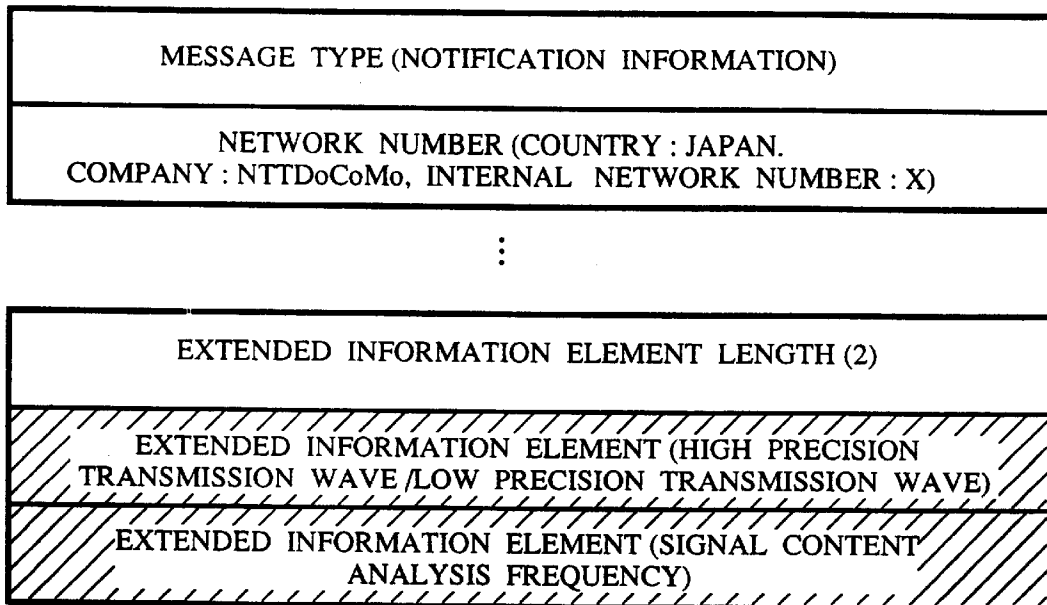 MESSAGE TYPE (NOTIFICATION INFORMATION)
NETWORK NUMBER (COUNTRY : JAPAN.
COMPANY : NTTDoCoMo, INTERNAL NETWORK NUMBER : X)
⋮
EXTENDED INFORMATION ELEMENT LENGTH (2)
EXTENDED INFORMATION ELEMENT (HIGH PRECISION
TRANSMISSION WAVE /LOW PRECISION TRANSMISSION WAVE)
EXTENDED INFORMATION ELEMENT (SIGNAL CONTENT
ANALYSIS FREQUENCY)